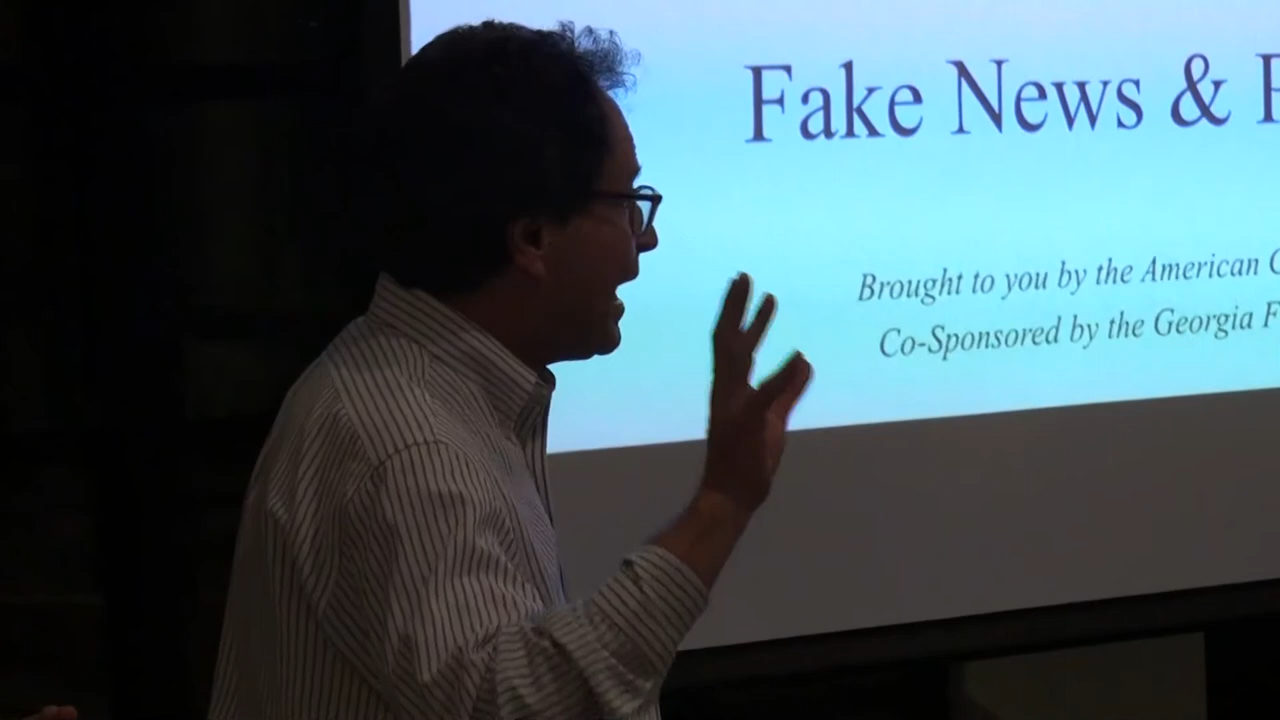 Fake News &
Brought to you by the American
Co-Sponsored by the Georgia